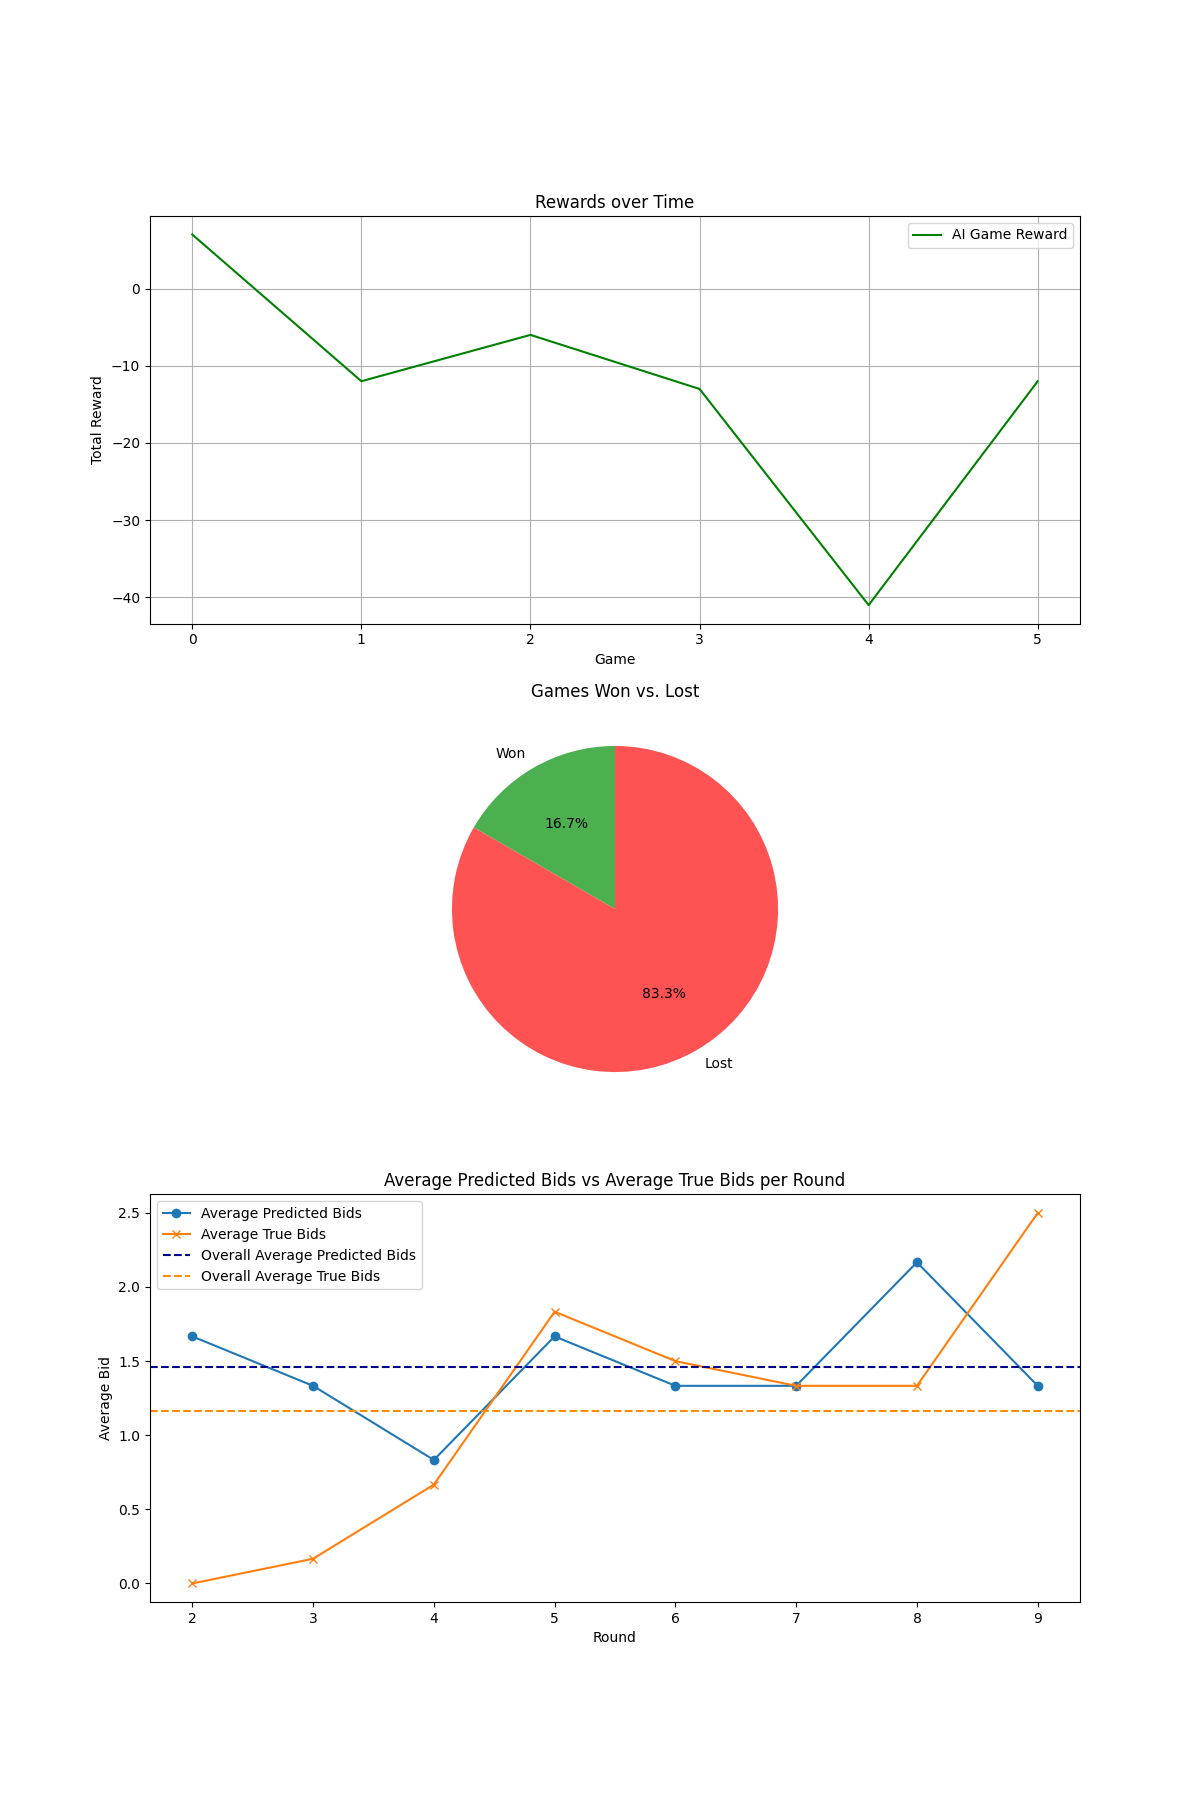 Rewards over Time
AI Game Reward
Total Reward
0
−10
−20
−30
−40
0 1 2 3 4 5
Game
Games Won vs. Lost
Won
16.7%
83.3%
Lost
Average Predicted Bids vs Average True Bids per Round
Average Predicted Bids
Average True Bids
Overall Average Predicted Bids
Overall Average True Bids
Average Bid
2.5
2.0
1.5
1.0
0.5
0.0
2 3 4 5 6 7 8 9
Round